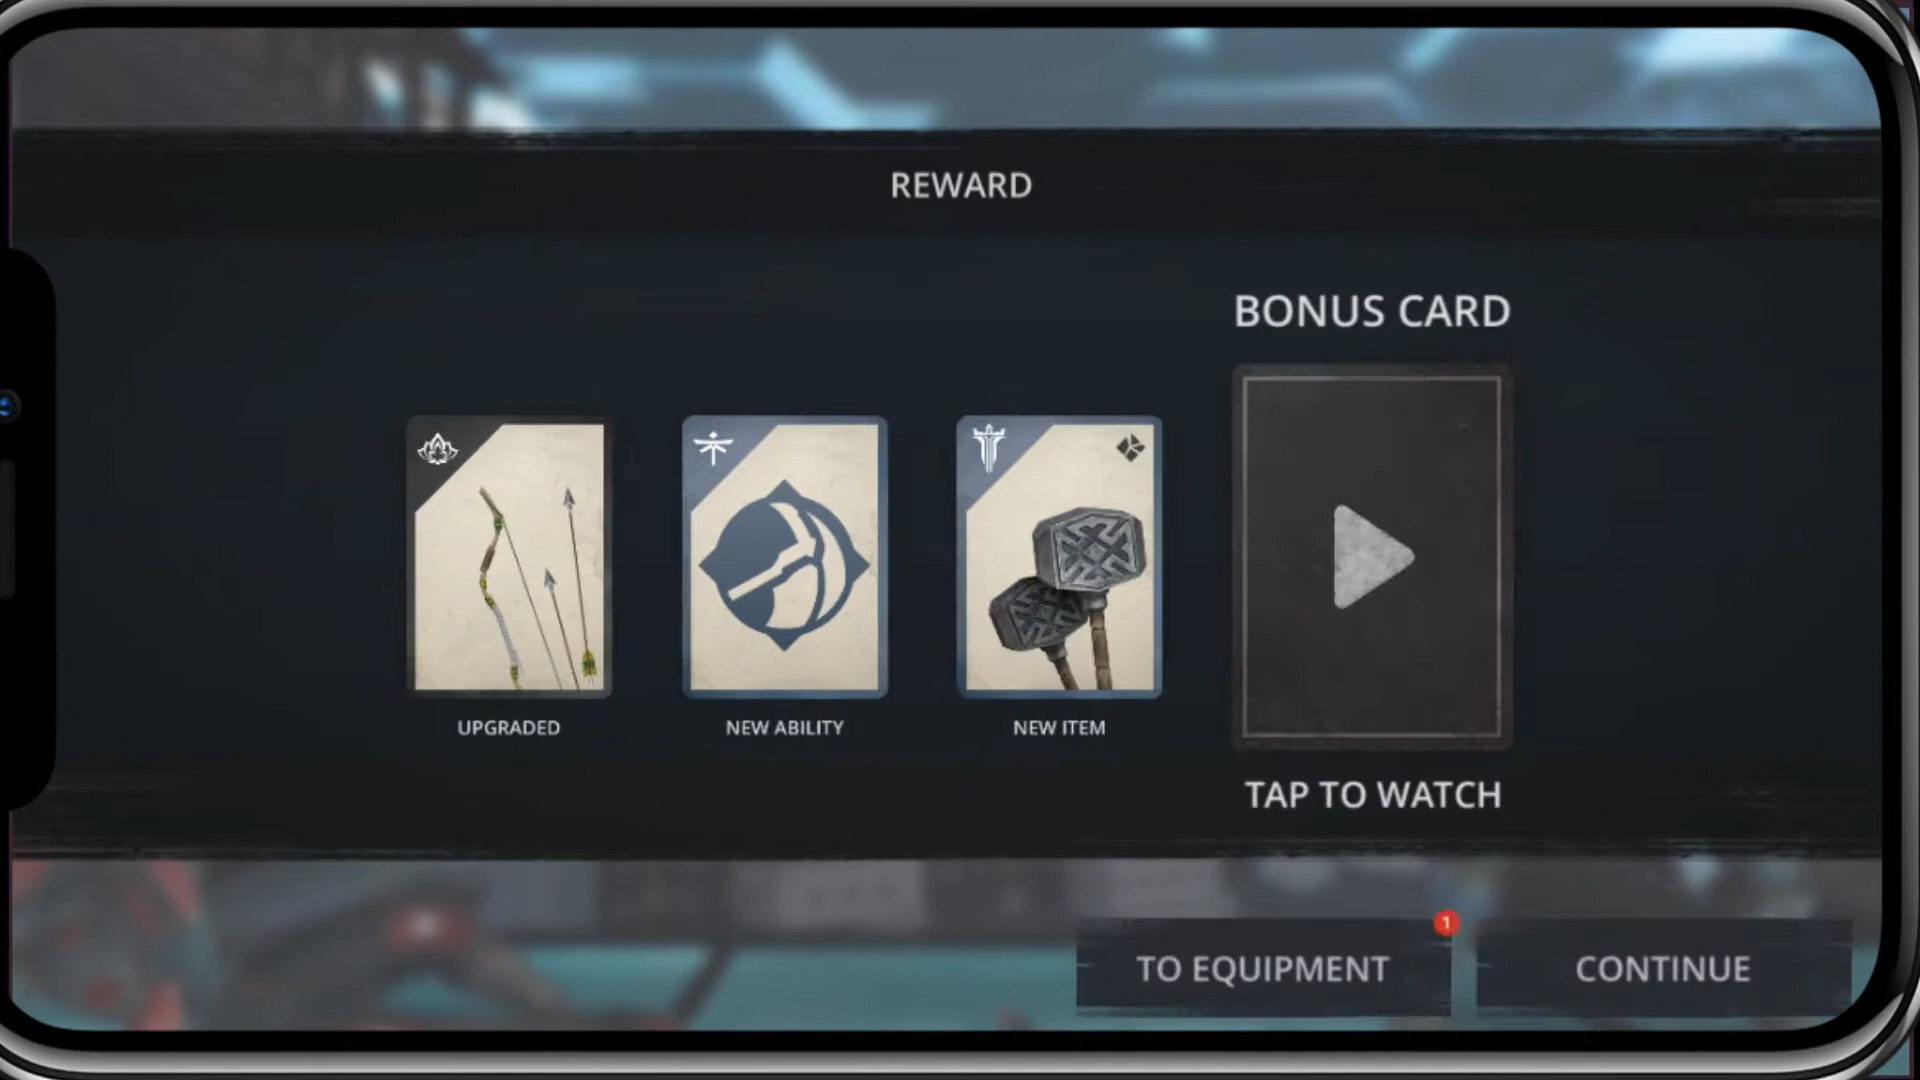 REWARD
BONUS CARD
UPGRADED
NEW ABILITY
NEW ITEM
TAP TO WATCH
1
TO EQUIPMENT
CONTINUE